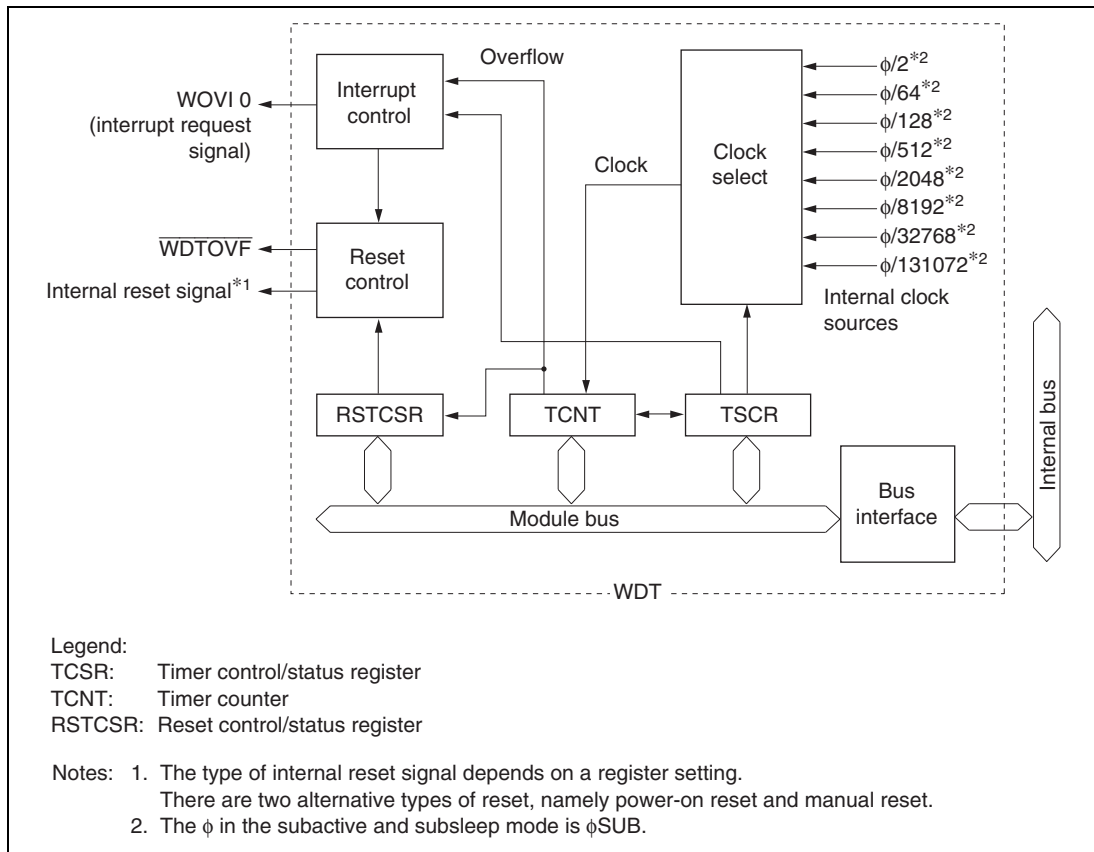 Overflow
Interrupt
control
WOVI 0
(interrupt request
signal)
WDTOVF
Internal reset signal*1
Reset
control
Clock
Clock
select
ϕ/2*2
ϕ/64*2
ϕ/128*2
ϕ/512*2
ϕ/2048*2
ϕ/8192*2
ϕ/32768*2
ϕ/131072*2
Internal clock
sources
RSTCSR
TCNT
TSCR
Module bus
Bus
interface
Internal bus
WDT
Legend:
TCSR: Timer control/status register
TCNT: Timer counter
RSTCSR: Reset control/status register
Notes: 1. The type of internal reset signal depends on a register setting.
There are two alternative types of reset, namely power-on reset and manual reset.
2. The ϕ in the subactive and subsleep mode is ϕSUB.